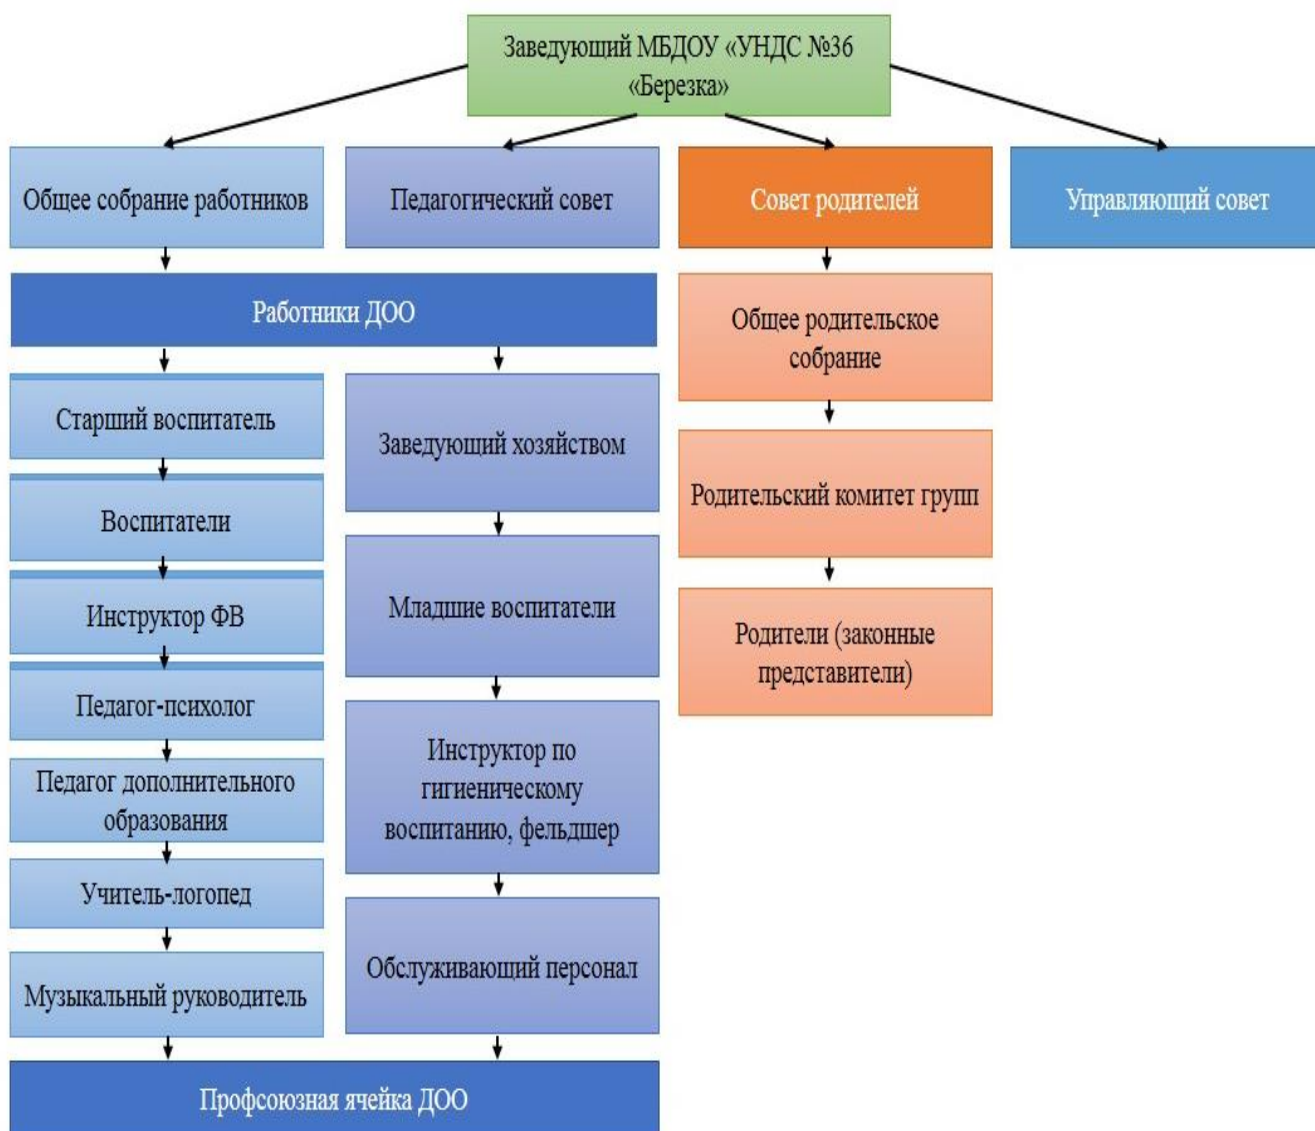 Заведующий МБДОУ «УНДС №36
«Березка»
Общее собрание работников
Педагогический совет
Совет родителей
Управляющий совет
Работники ДОО
Общее родительское
собрание
Старший воспитатель
Заведующий хозяйством
Родительский комитет групп
Воспитатели
Инструктор ФВ
Младшие воспитатели
Родители (законные
представители)
Педагог-психолог
Инструктор по
гигиеническому
воспитанию, фельдшер
Педагог дополнительного
образования
Учитель-логопед
Обслуживающий персонал
Музыкальный руководитель
Профсоюзная ячейка ДОО